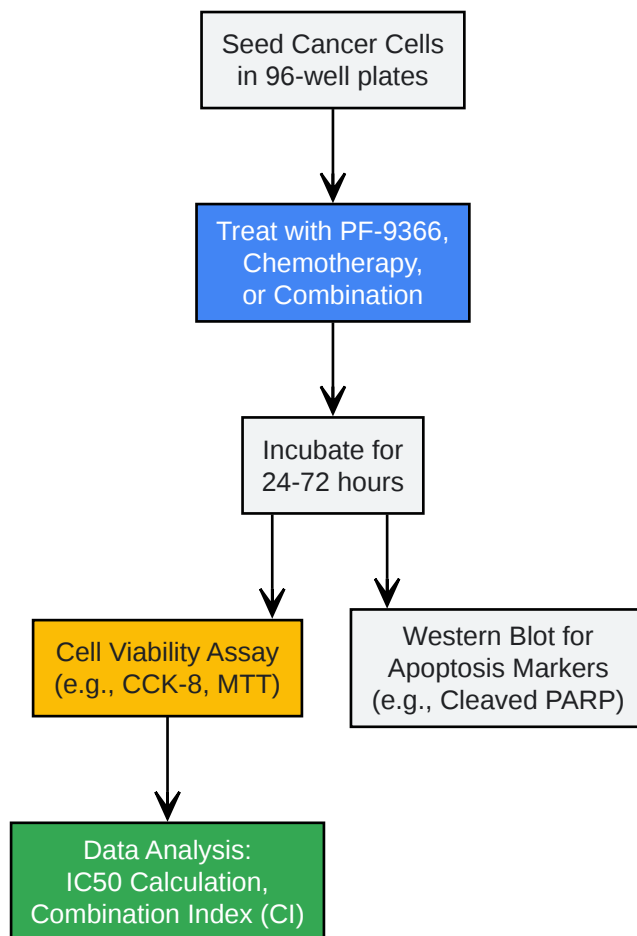 Seed Cancer Cells
in 96-well plates
Treat with PF-9366,
Chemotherapy,
or Combination
Incubate for
24-72 hours
Cell Viability Assay
(e.g., CCK-8, MTT)
Western Blot for
Apoptosis Markers
(e.g., Cleaved PARP)
Data Analysis:
IC50 Calculation,
Combination Index (CI)